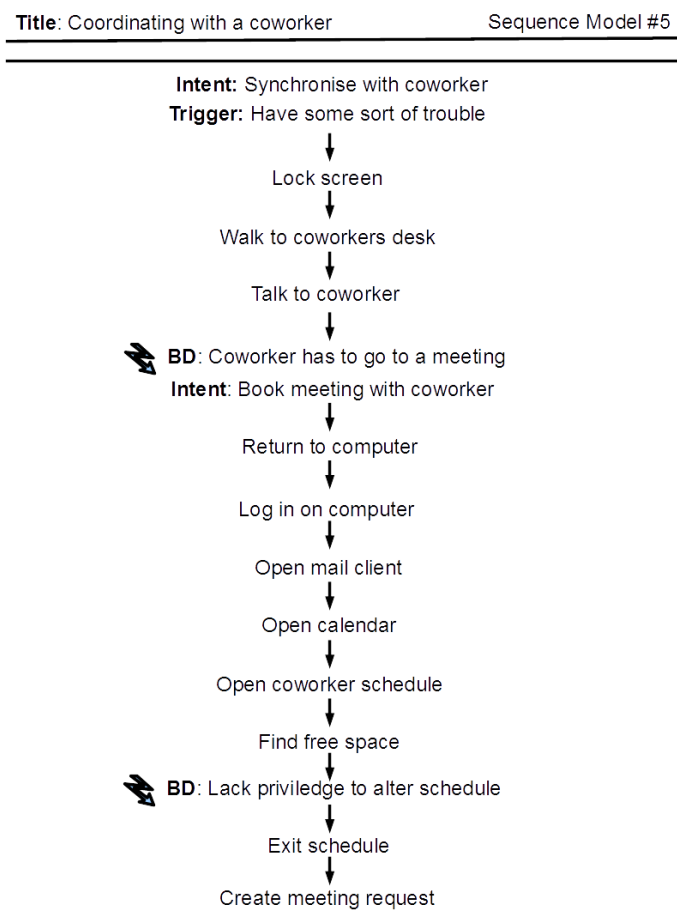 Title: Coordinating with a coworker Sequence Model #5
Intent: Synchronise with coworker
Trigger: Have some sort of trouble
Lock screen
Walk to coworkers desk
Talk to coworker
BD: Coworker has to go to a meeting
Intent: Book meeting with coworker
Return to computer
Log in on computer
Open mail client
Open calendar
Open coworker schedule
Find free space
BD: Lack priviledge to alter schedule
Exit schedule
Create meeting request